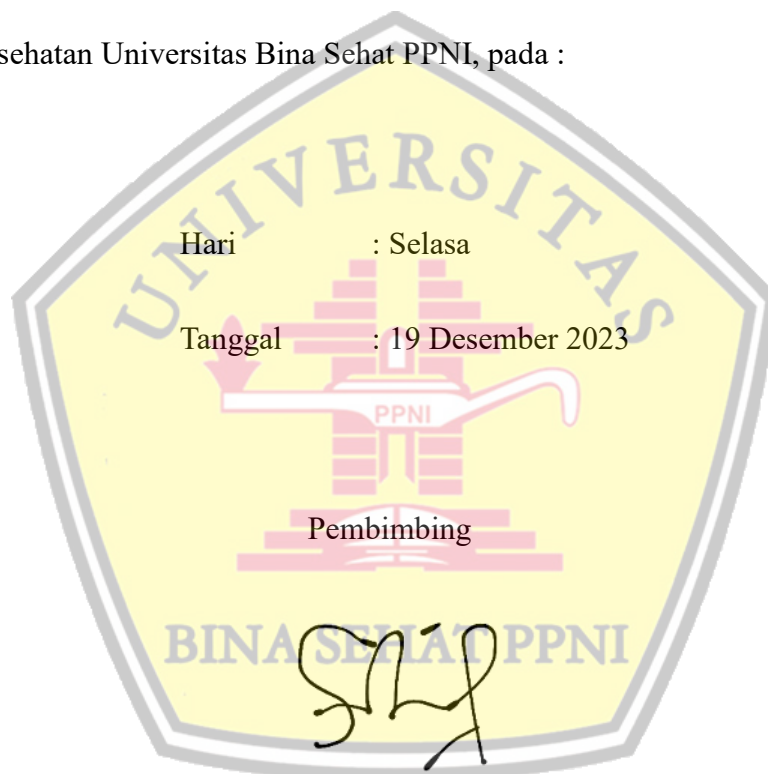 sehatan Universitas Bina Sehat PPNI, pada :
UNIVERSITAS
Hari : Selasa
Tanggal : 19 Desember 2023
PPNI
Pembimbing
BINA SEHAT PPNI